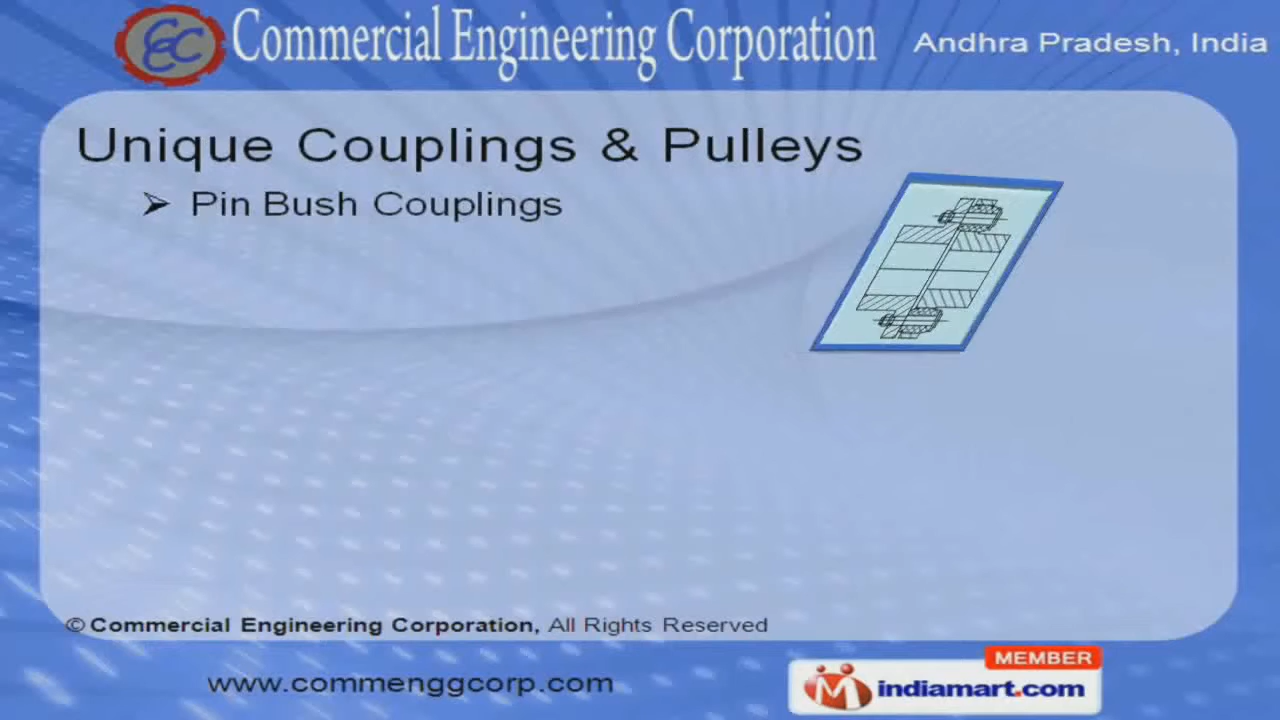 CEC
Commercial Engineering Corporation
Andhra Pradesh, India
Unique Couplings & Pulleys
➢ Pin Bush Couplings
© Commercial Engineering Corporation, All Rights Reserved
MEMBER
www.commenggcorp.com
indiamart.com